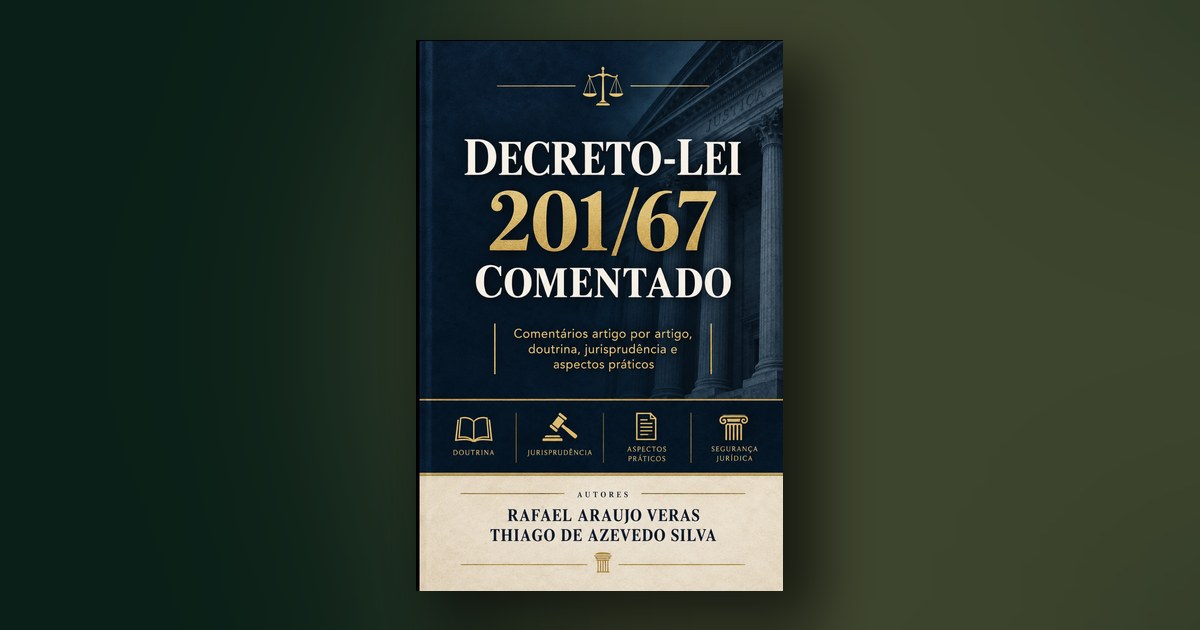 JUSTIÇA
DECRETO-LEI
201/67
COMENTADO
Comentários artigo por artigo,
doutrina, jurisprudência e
aspectos práticos
DOUTRINA
JURISPRUDÊNCIA
ASPECTOS
PRÁTICOS
SEGURANÇA
JURÍDICA
AUTORES
RAFAEL ARAUJO VERAS
THIAGO DE AZEVEDO SILVA